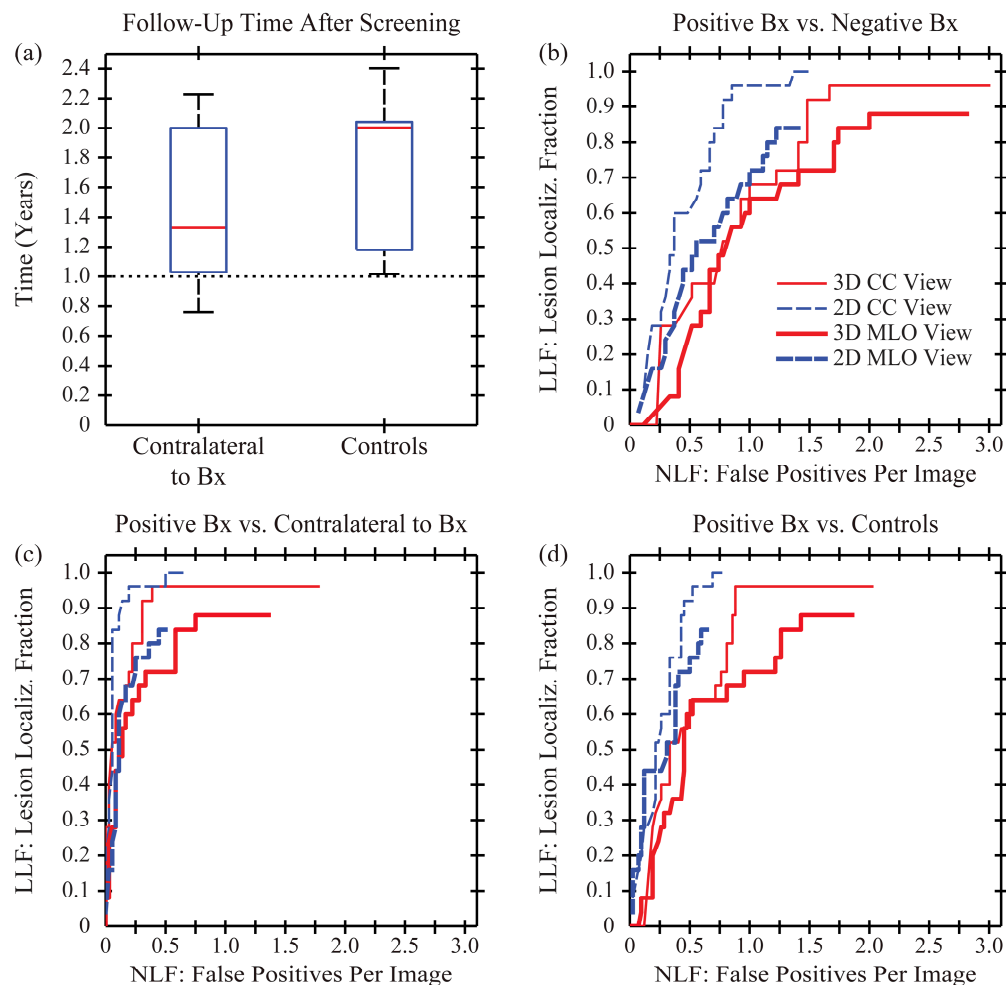 Follow-Up Time After Screening
(a)
Time (Years)
2.4
2.2
2.0
1.8
1.6
1.4
1.2
1.0
0.8
0.6
0.4
0.2
0
Contralateral
to Bx
Controls
Positive Bx vs. Negative Bx
(b)
LLF: Lesion Localiz. Fraction
1.0
0.9
0.8
0.7
0.6
0.5
0.4
0.3
0.2
0.1
0
3D CC View
2D CC View
3D MLO View
2D MLO View
0 0.5 1.0 1.5 2.0 2.5 3.0
NLF: False Positives Per Image
Positive Bx vs. Contralateral to Bx
(c)
LLF: Lesion Localiz. Fraction
1.0
0.9
0.8
0.7
0.6
0.5
0.4
0.3
0.2
0.1
0
0 0.5 1.0 1.5 2.0 2.5 3.0
NLF: False Positives Per Image
Positive Bx vs. Controls
(d)
LLF: Lesion Localiz. Fraction
1.0
0.9
0.8
0.7
0.6
0.5
0.4
0.3
0.2
0.1
0
0 0.5 1.0 1.5 2.0 2.5 3.0
NLF: False Positives Per Image